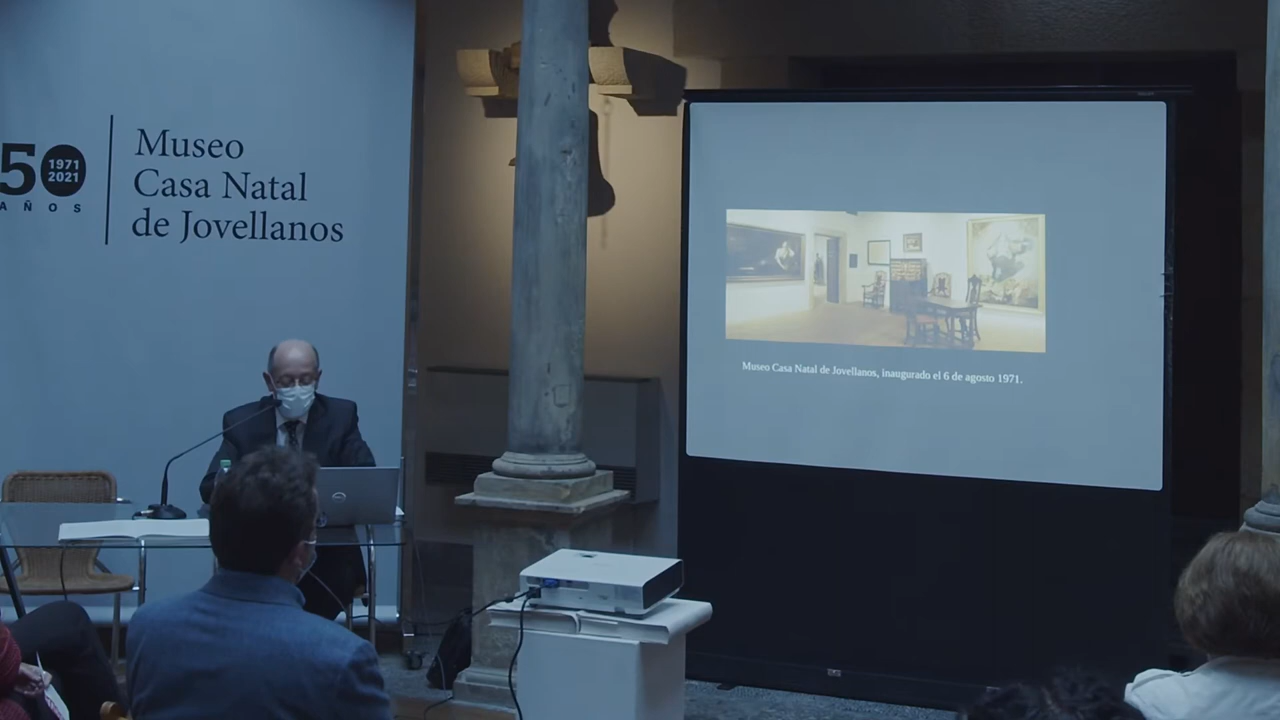 50
1971
2021
AÑOS
Museo
Casa Natal
de Jovellanos
Museo Casa Natal de Jovellanos, inaugurado el 6 de agosto 1971.